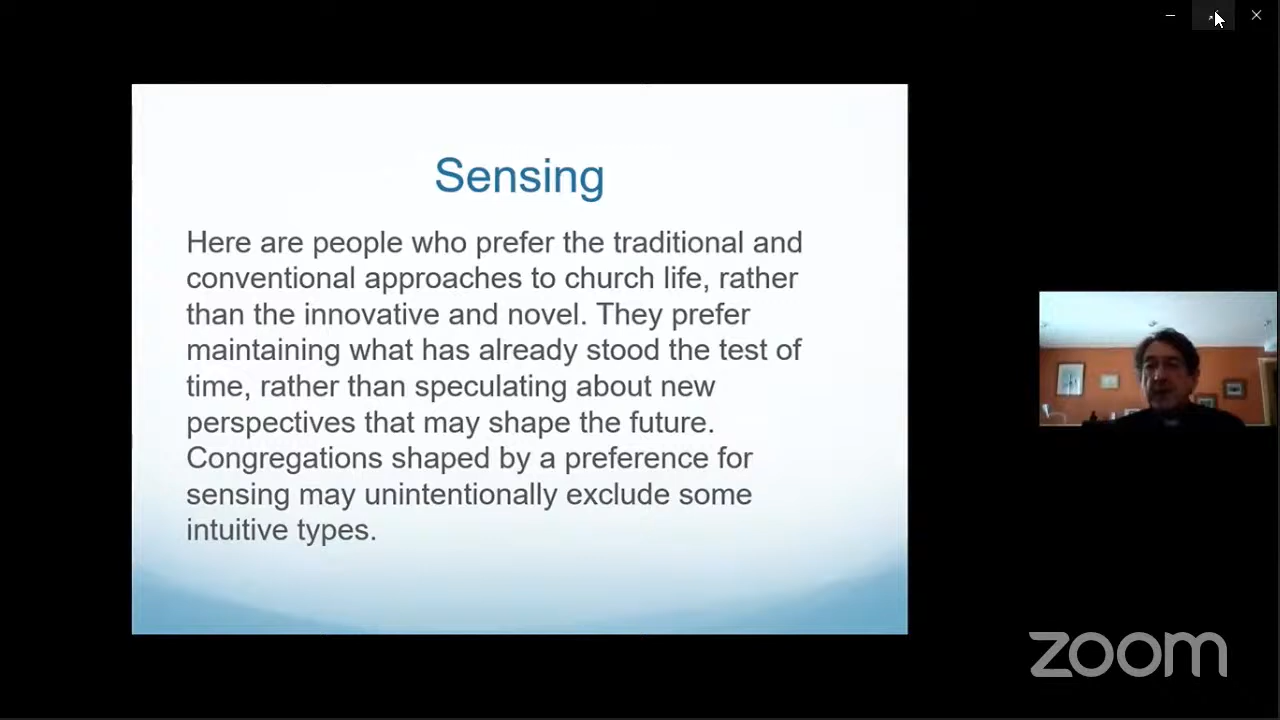 Sensing
Here are people who prefer the traditional and
conventional approaches to church life, rather
than the innovative and novel. They prefer
maintaining what has already stood the test of
time, rather than speculating about new
perspectives that may shape the future.
Congregations shaped by a preference for
sensing may unintentionally exclude some
intuitive types.
zoom